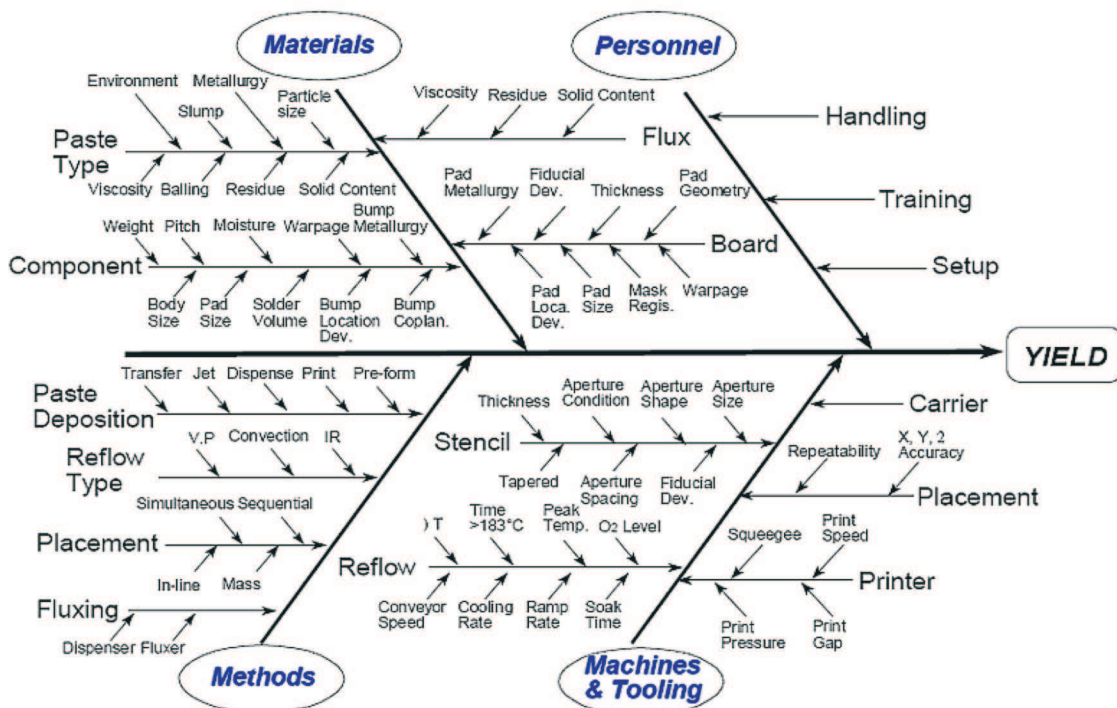 Materials
Personnel
Environment
Metallurgy
Slump
Particle
size
Viscosity
Residue
Solid Content
Paste
Type
Flux
Handling
Viscosity
Balling
Residue
Solid Content
Pad
Metallurgy
Fiducial
Dev.
Thickness
Pad
Geometry
Training
Weight
Pitch
Moisture
Warpage
Bump
Metallurgy
Component
Board
Setup
Body
Size
Pad
Size
Solder
Volume
Bump
Location
Dev.
Bump
Coplan.
Pad
Loca.
Dev.
Pad
Size
Mask
Regis.
Warpage
YIELD
Transfer
Jet
Dispense
Print
Pre-form
Paste
Deposition
Thickness
Aperture
Condition
Aperture
Shape
Aperture
Size
Carrier
Stencil
V.P
Convection
IR
Reflow
Type
Tapered
Aperture
Spacing
Fiducial
Dev.
Repeatability
X, Y, 2
Accuracy
Placement
Simultaneous
Sequential
Placement
In-line
Mass
) T
Time
>183°C
Peak
Temp.
O2 Level
Reflow
Squeegee
Print
Speed
Printer
Conveyor
Speed
Cooling
Rate
Ramp
Rate
Soak
Time
Print
Pressure
Print
Gap
Fluxing
Dispenser
Fluxer
Methods
Machines
& Tooling